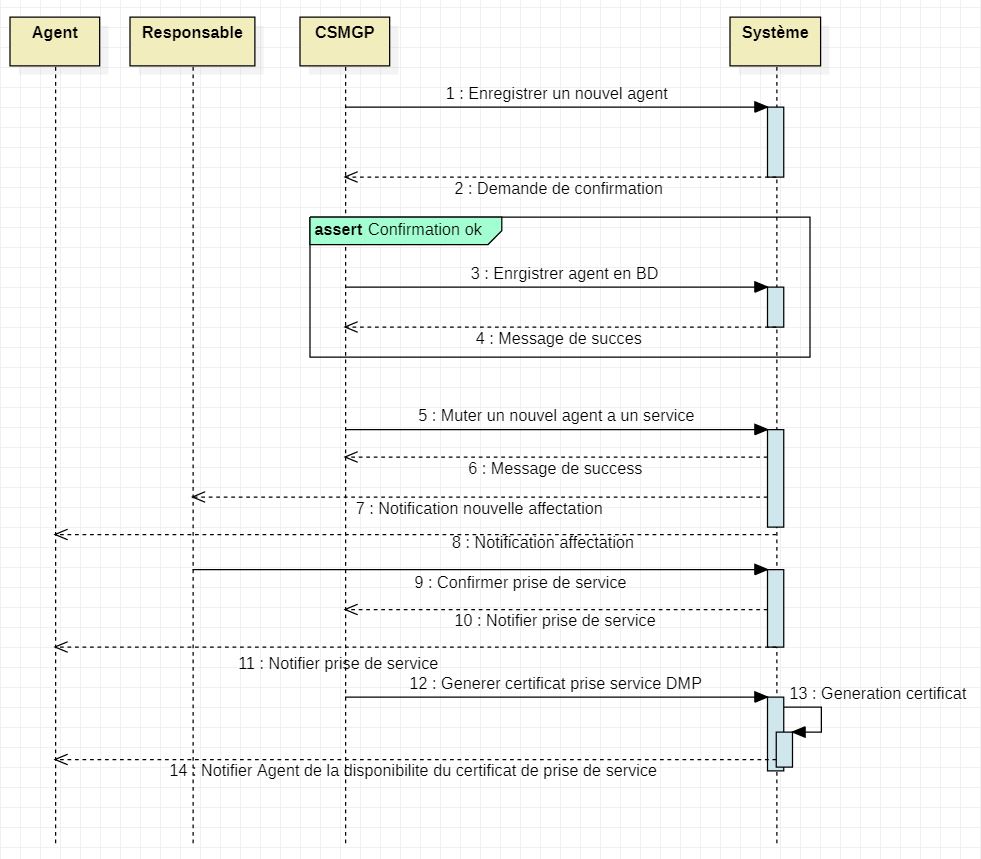 Agent
Responsable
CSMGP
Système
1 : Enregistrer un nouvel agent
2 : Demande de confirmation
assert Confirmation ok
3 : Enrgistrer agent en BD
4 : Message de succes
5 : Muter un nouvel agent a un service
6 : Message de success
7 : Notification nouvelle affectation
8 : Notification affectation
9 : Confirmer prise de service
10 : Notifier prise de service
11 : Notifier prise de service
12 : Generer certificat prise service DMP
13 : Generation certificat
14 : Notifier Agent de la disponibilite du certificat de prise de service